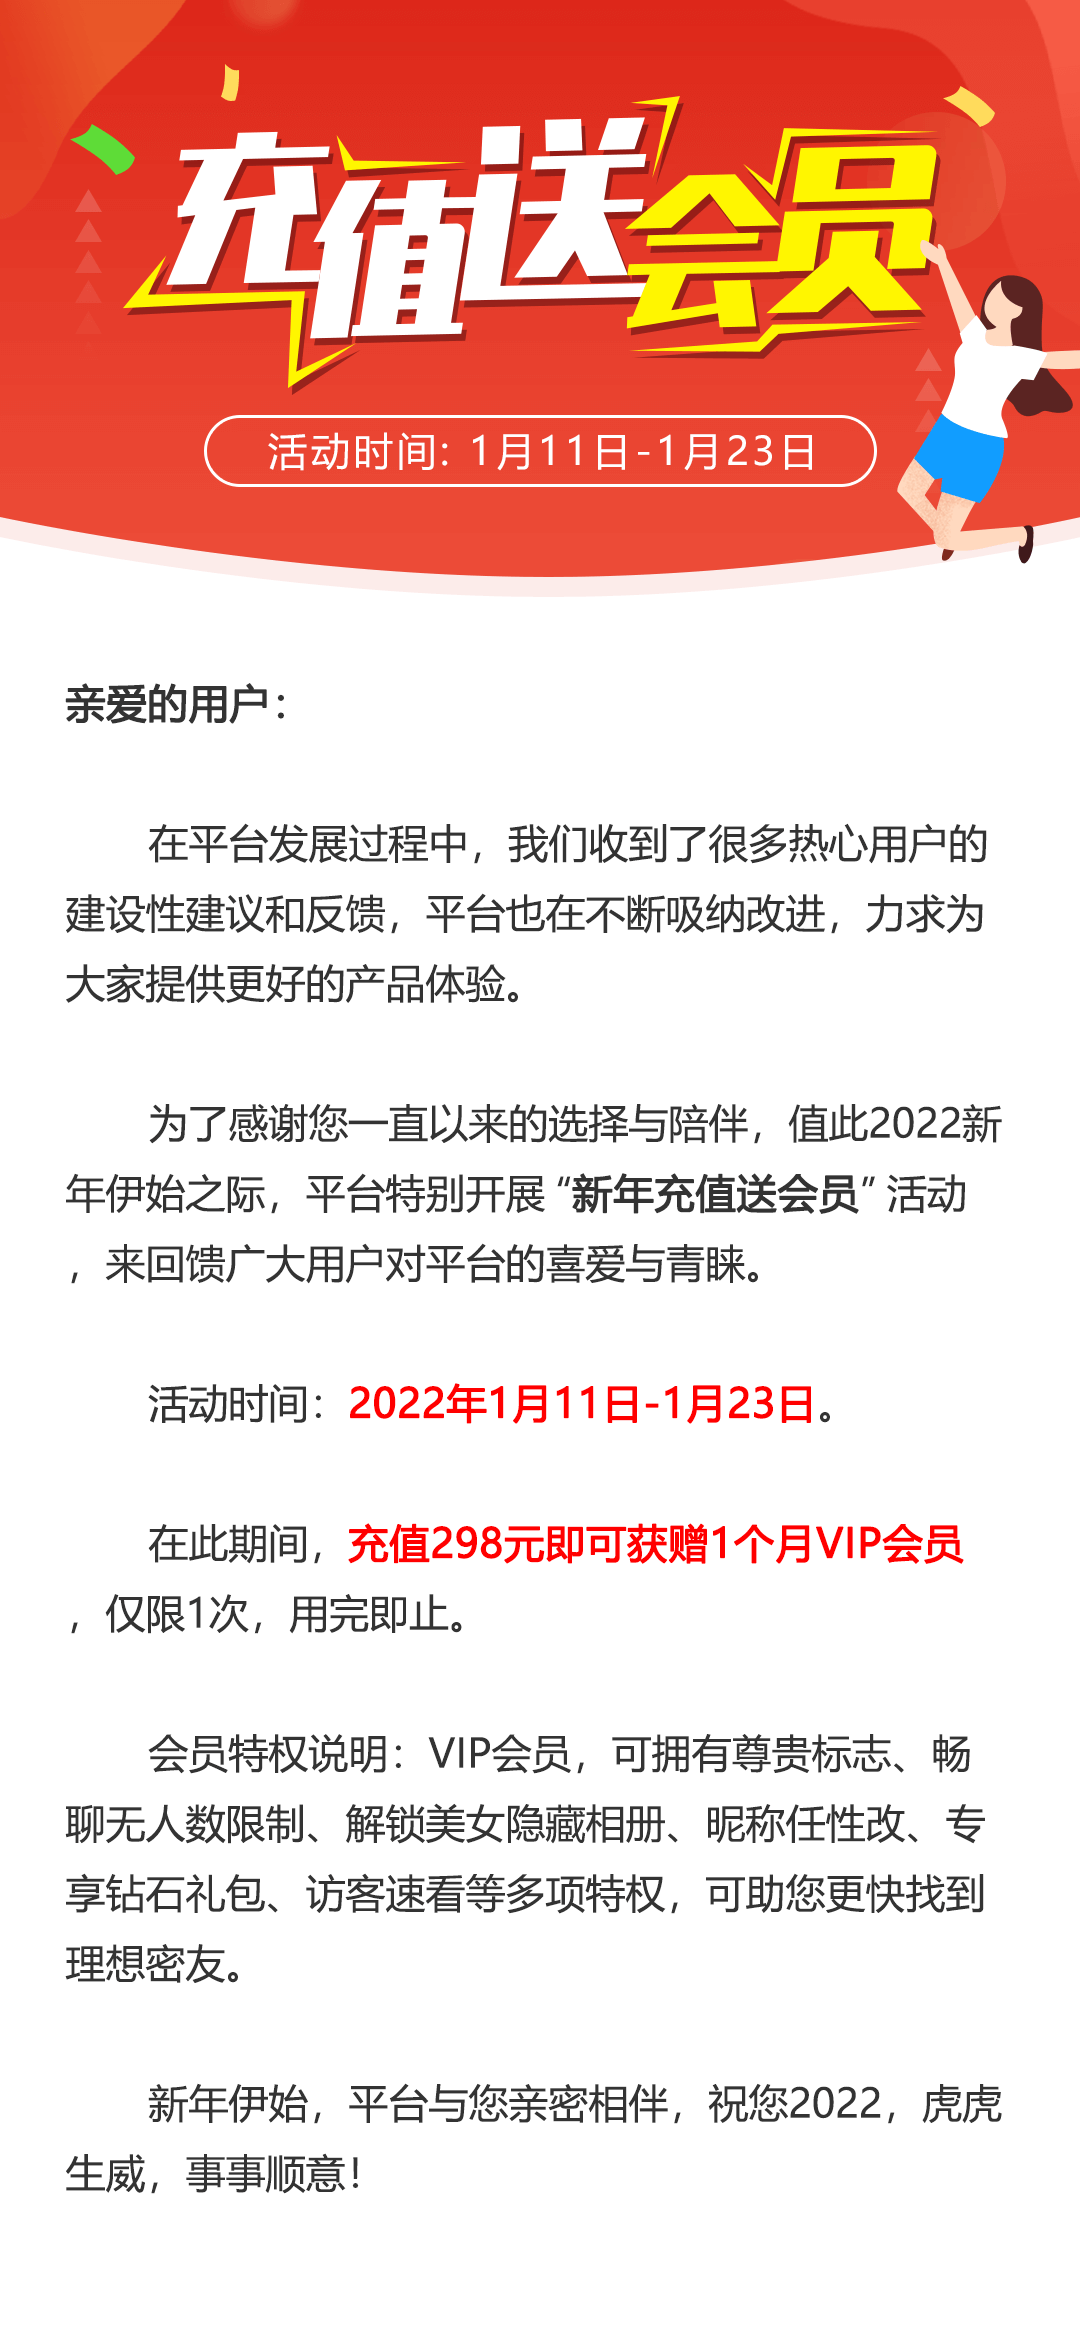 充值送会员
活动时间: 1月11日-1月23日
亲爱的用户：
在平台发展过程中，我们收到了很多热心用户的
建设性建议和反馈，平台也在不断吸纳改进，力求为
大家提供更好的产品体验。
为了感谢您一直以来的选择与陪伴，值此2022新
年伊始之际，平台特别开展“新年充值送会员”活动
，来回馈广大用户对平台的喜爱与青睐。
活动时间：2022年1月11日-1月23日。
在此期间，充值298元即可获赠1个月VIP会员
，仅限1次，用完即止。
会员特权说明：VIP会员，可拥有尊贵标志、畅
聊无人数限制、解锁美女隐藏相册、昵称任性改、专
享钻石礼包、访客速看等多项特权，可助您更快找到
理想密友。
新年伊始，平台与您亲密相伴，祝您2022，虎虎
生威，事事顺意！